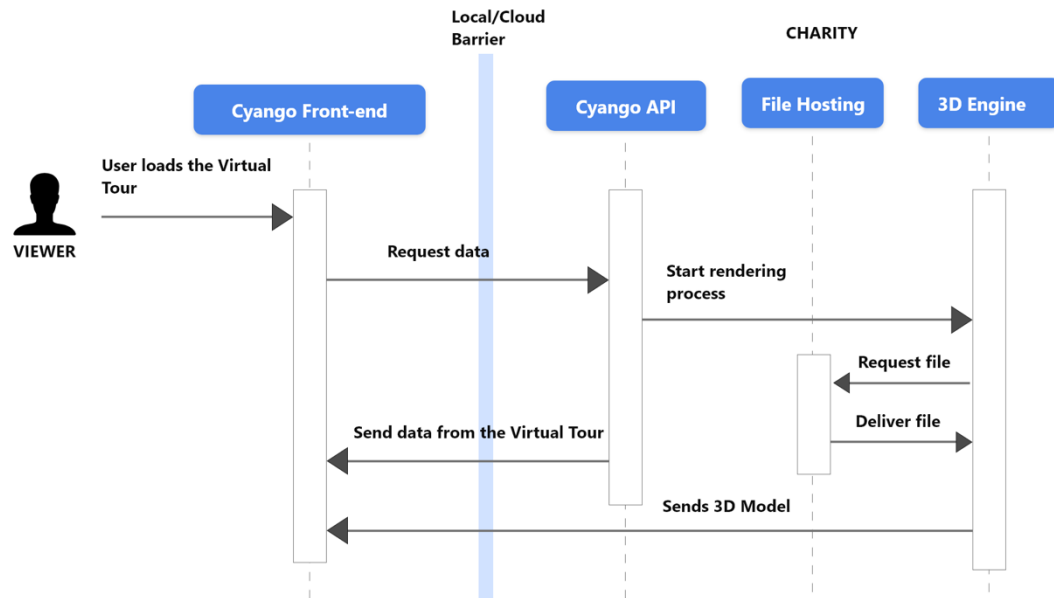 Local/Cloud
Barrier
CHARITY
Cyango Front-end
Cyango API
File Hosting
3D Engine
User loads the Virtual
Tour
VIEWER
Request data
Start rendering
process
Request file
Deliver file
Send data from the Virtual Tour
Sends 3D Model